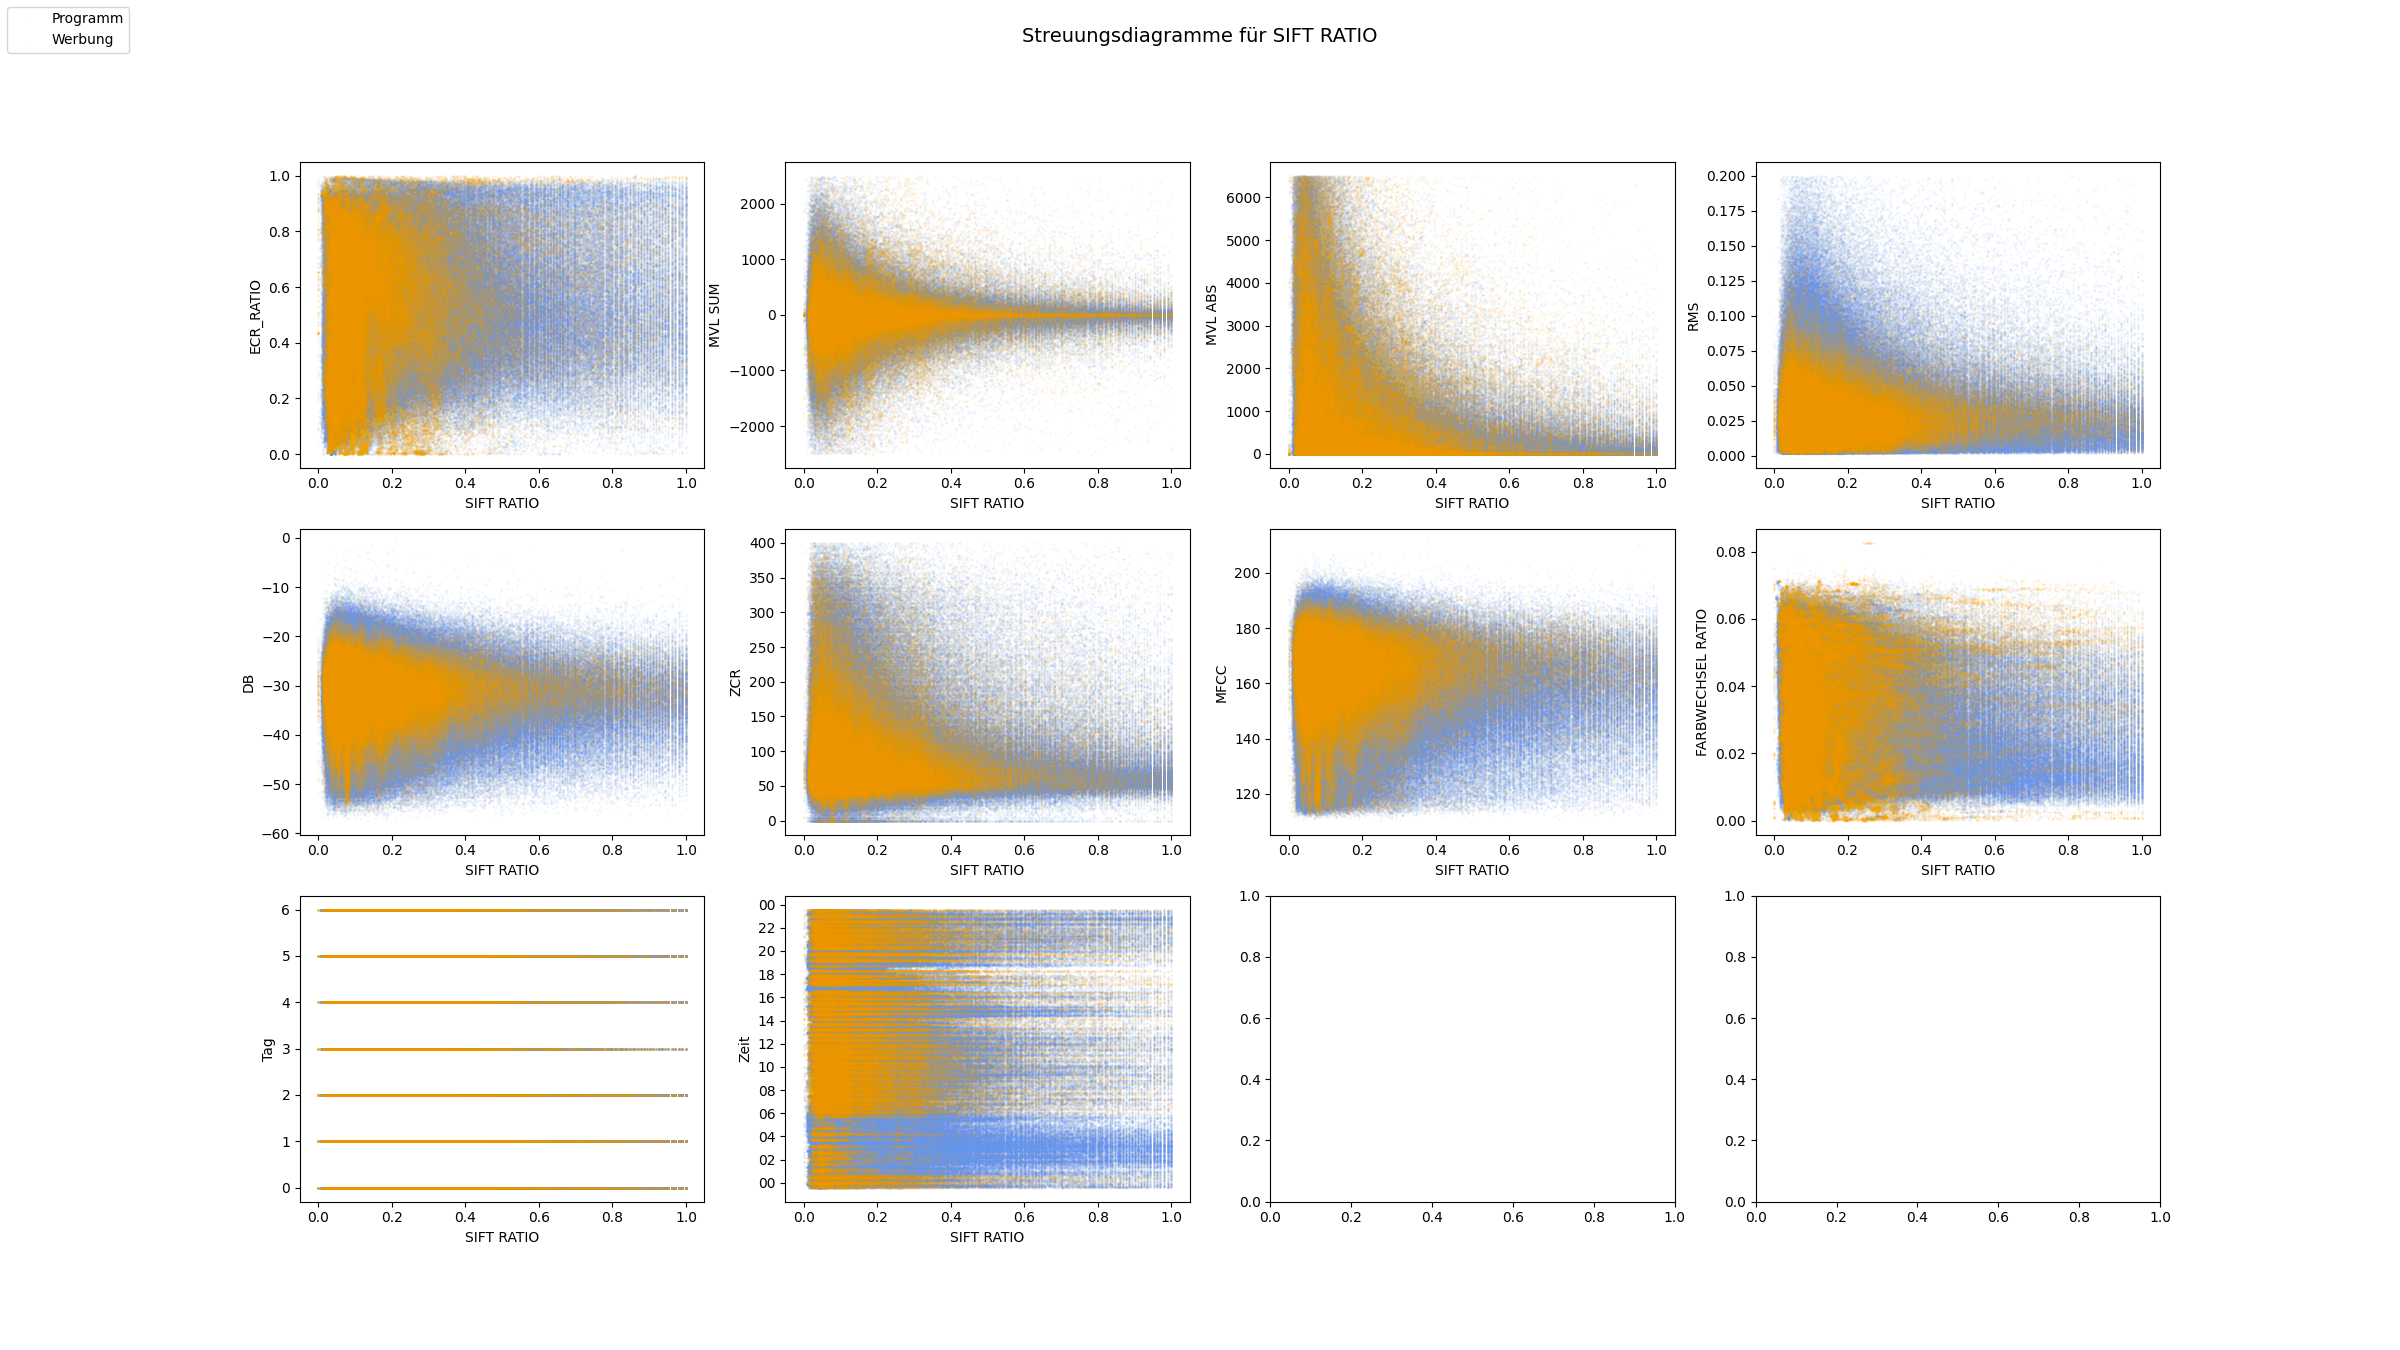 Programm
Werbung
Streuungsdiagramme für SIFT RATIO
1.0
0.8
0.6
0.4
0.2
0.0
ECR_RATIO
0.0 0.2 0.4 0.6 0.8 1.0
SIFT RATIO
2000
1000
0
−1000
−2000
MVL SUM
0.0 0.2 0.4 0.6 0.8 1.0
SIFT RATIO
6000
5000
4000
3000
2000
1000
0
MVL ABS
0.0 0.2 0.4 0.6 0.8 1.0
SIFT RATIO
0.200
0.175
0.150
0.125
0.100
0.075
0.050
0.025
0.000
RMS
0.0 0.2 0.4 0.6 0.8 1.0
SIFT RATIO
0
−10
−20
−30
−40
−50
−60
DB
0.0 0.2 0.4 0.6 0.8 1.0
SIFT RATIO
400
350
300
250
200
150
100
50
0
ZCR
0.0 0.2 0.4 0.6 0.8 1.0
SIFT RATIO
200
180
160
140
120
MFCC
0.0 0.2 0.4 0.6 0.8 1.0
SIFT RATIO
0.08
0.06
0.04
0.02
0.00
FARBWECHSEL RATIO
0.0 0.2 0.4 0.6 0.8 1.0
SIFT RATIO
6
5
4
3
2
1
0
Tag
0.0 0.2 0.4 0.6 0.8 1.0
SIFT RATIO
00
22
20
18
16
14
12
10
08
06
04
02
00
Zeit
0.0 0.2 0.4 0.6 0.8 1.0
SIFT RATIO
1.0
0.8
0.6
0.4
0.2
0.0
0.0 0.2 0.4 0.6 0.8 1.0
1.0
0.8
0.6
0.4
0.2
0.0
0.0 0.2 0.4 0.6 0.8 1.0